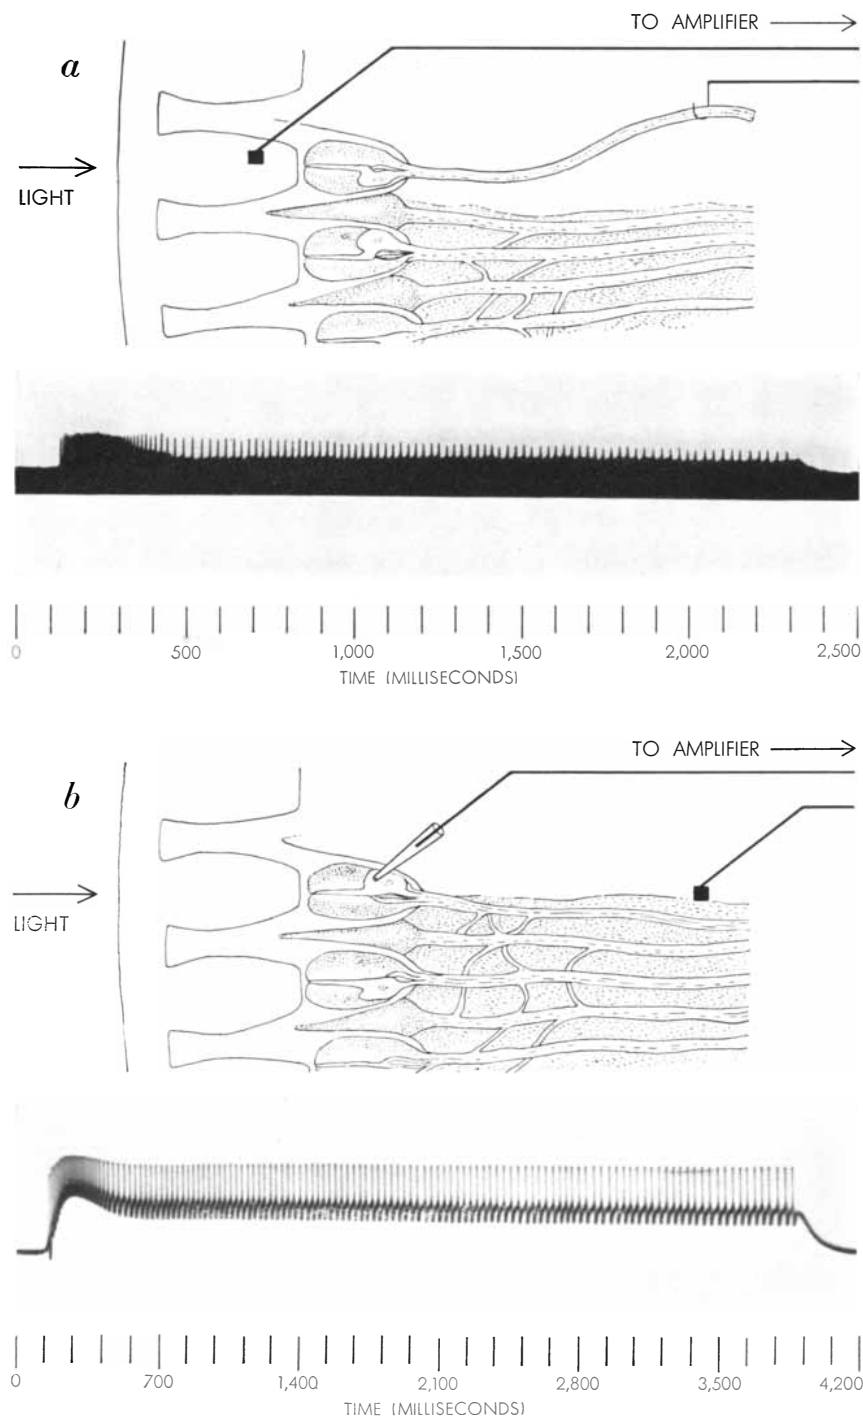 TO AMPLIFIER
a
LIGHT
0 500 1,000 1,500 2,000 2,500
TIME (MILLISECONDS)
TO AMPLIFIER
b
LIGHT
0 700 1,400 2,100 2,800 3,500 4,200
TIME (MILLISECONDS)